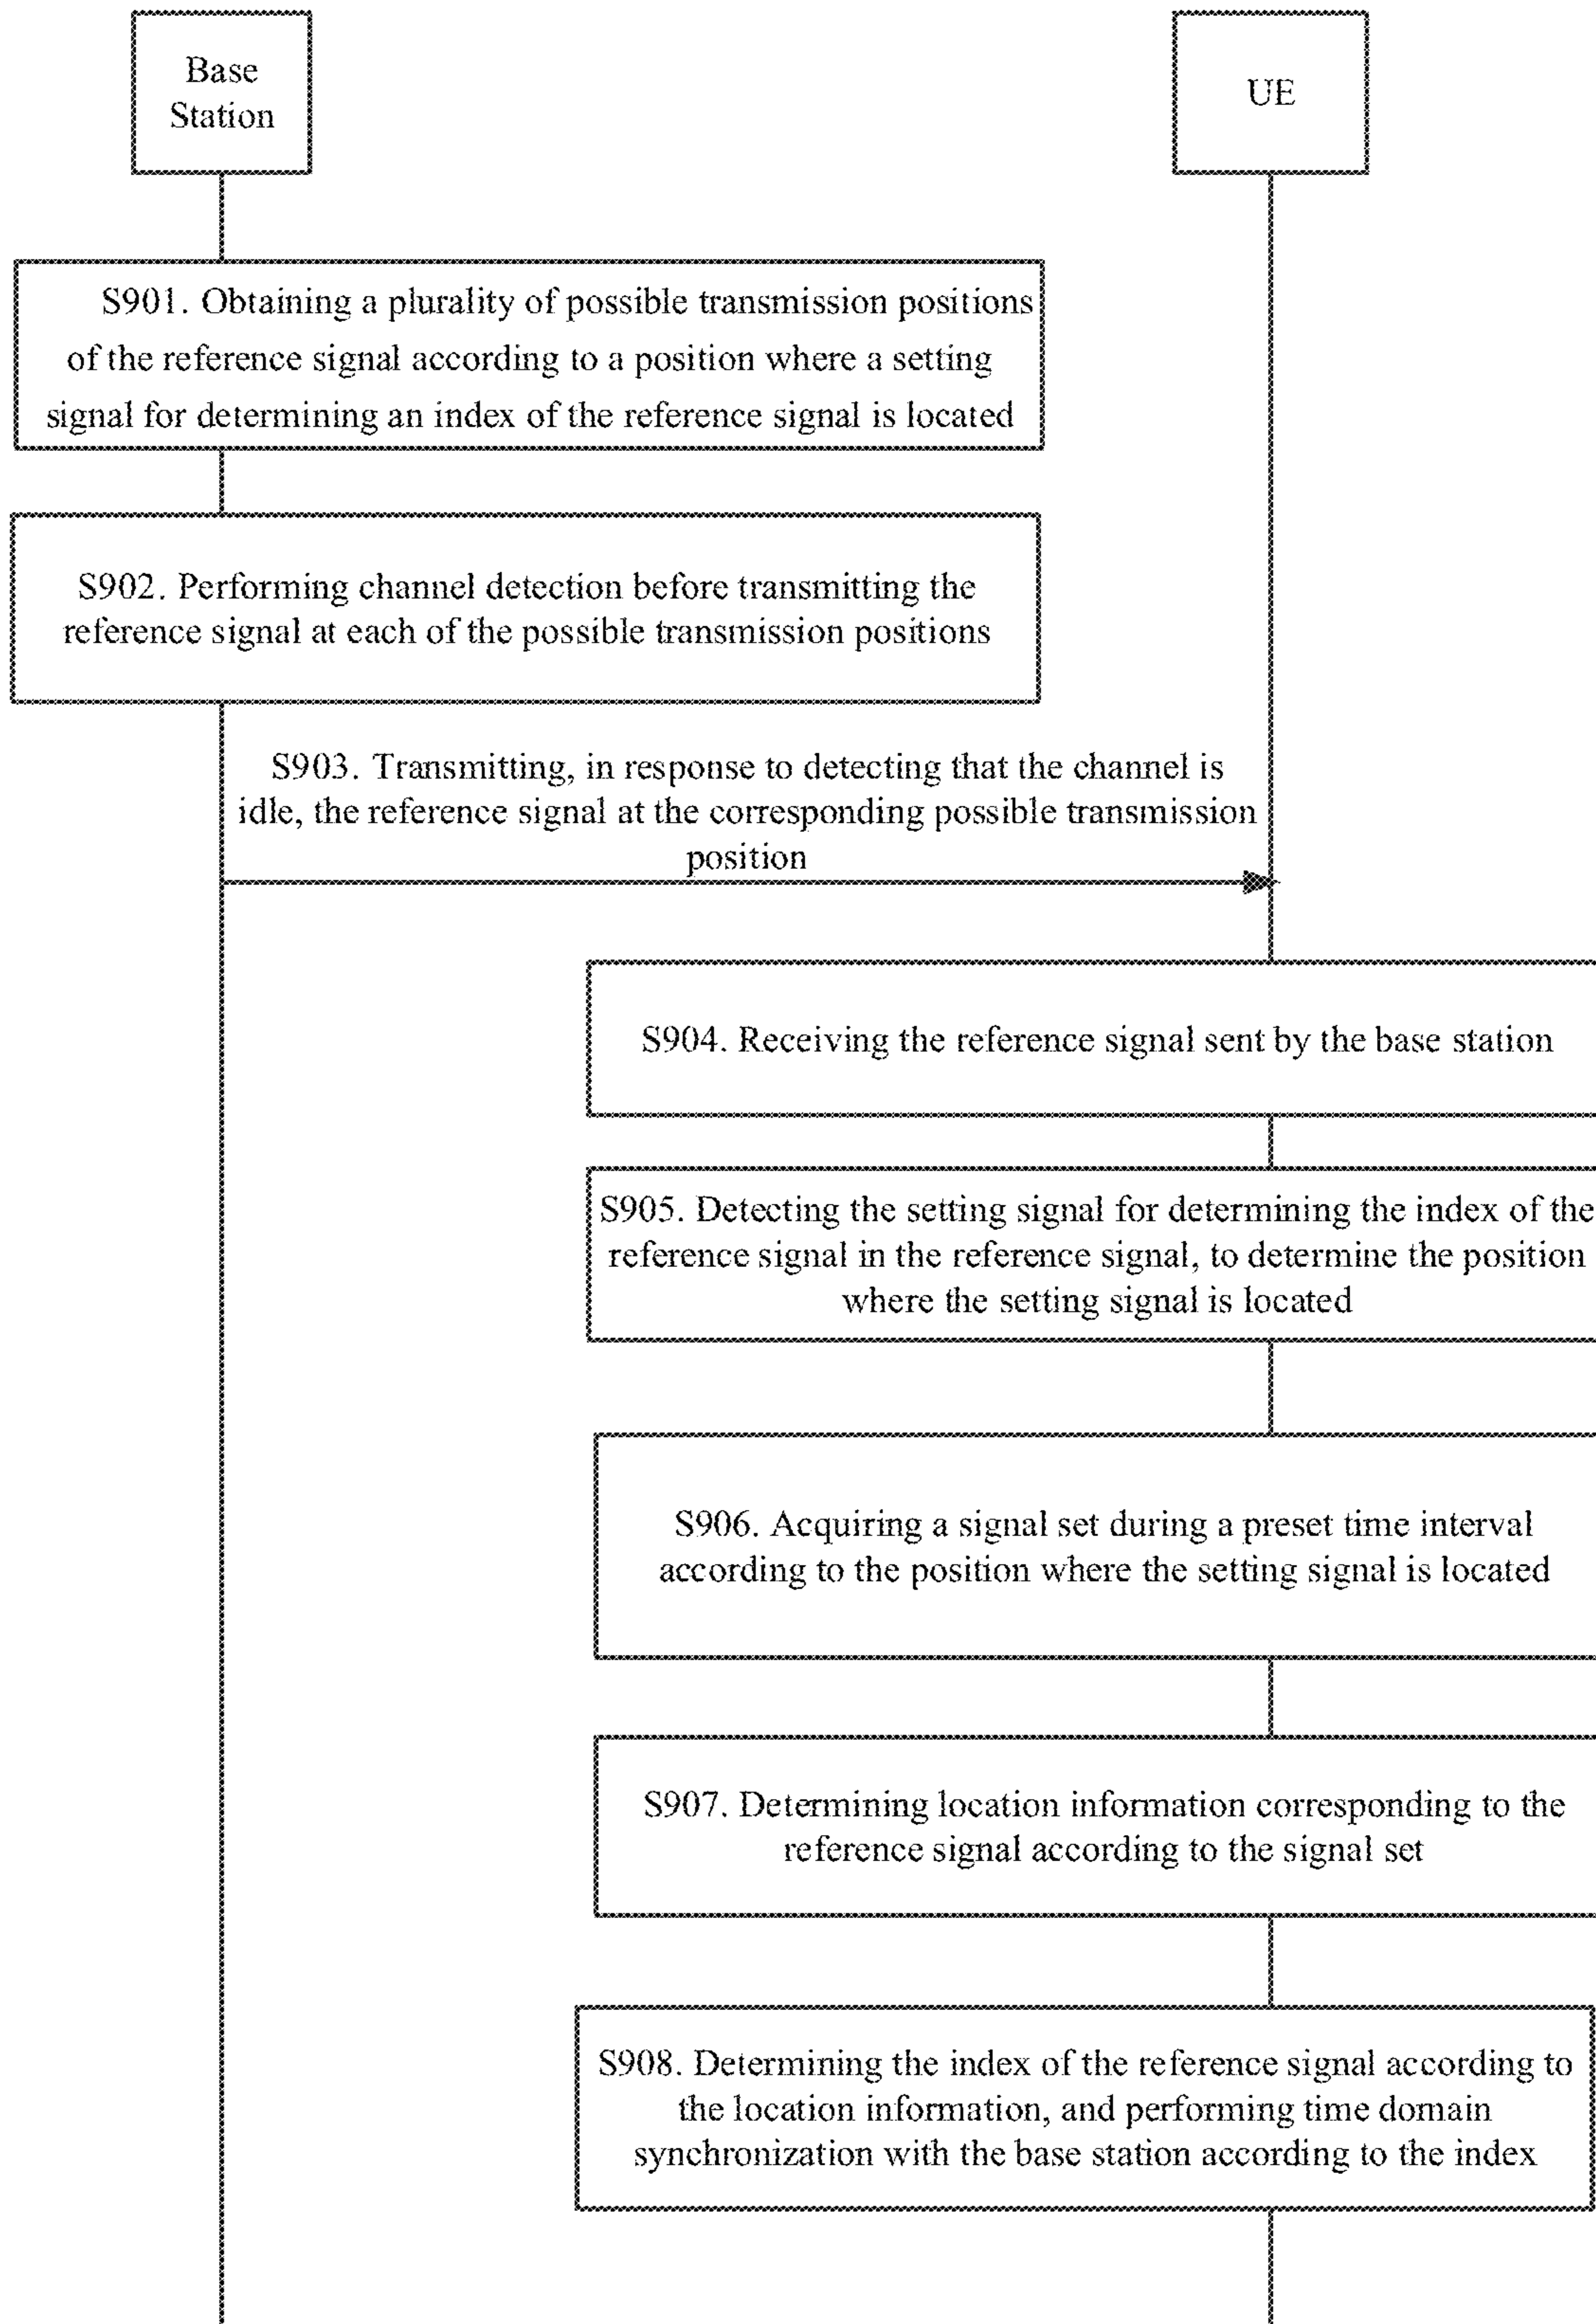 Base
Station
UE
S901. Obtaining a plurality of possible transmission positions
of the reference signal according to a position where a setting
signal for determining an index of the reference signal is located
S902. Performing channel detection before transmitting the
reference signal at each of the possible transmission positions
S903. Transmitting, in response to detecting that the channel is
idle, the reference signal at the corresponding possible transmission
position
S904. Receiving the reference signal sent by the base station
S905. Detecting the setting signal for determining the index of the
reference signal in the reference signal, to determine the position
where the setting signal is located
S906. Acquiring a signal set during a preset time interval
according to the position where the setting signal is located
S907. Determining location information corresponding to the
reference signal according to the signal set
S908. Determining the index of the reference signal according to
the location information, and performing time domain
synchronization with the base station according to the index